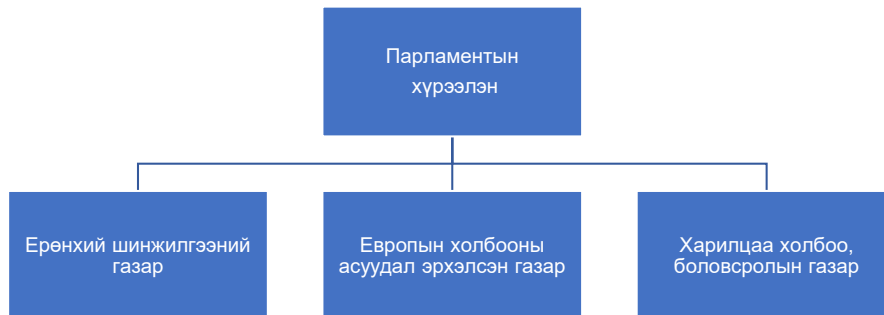 Парламентын
хүрээлэн
Ерөнхий шинжилгээний
газар
Европын холбооны
асуудал эрхэлсэн газар
Харилцаа холбоо,
боловсролын газар